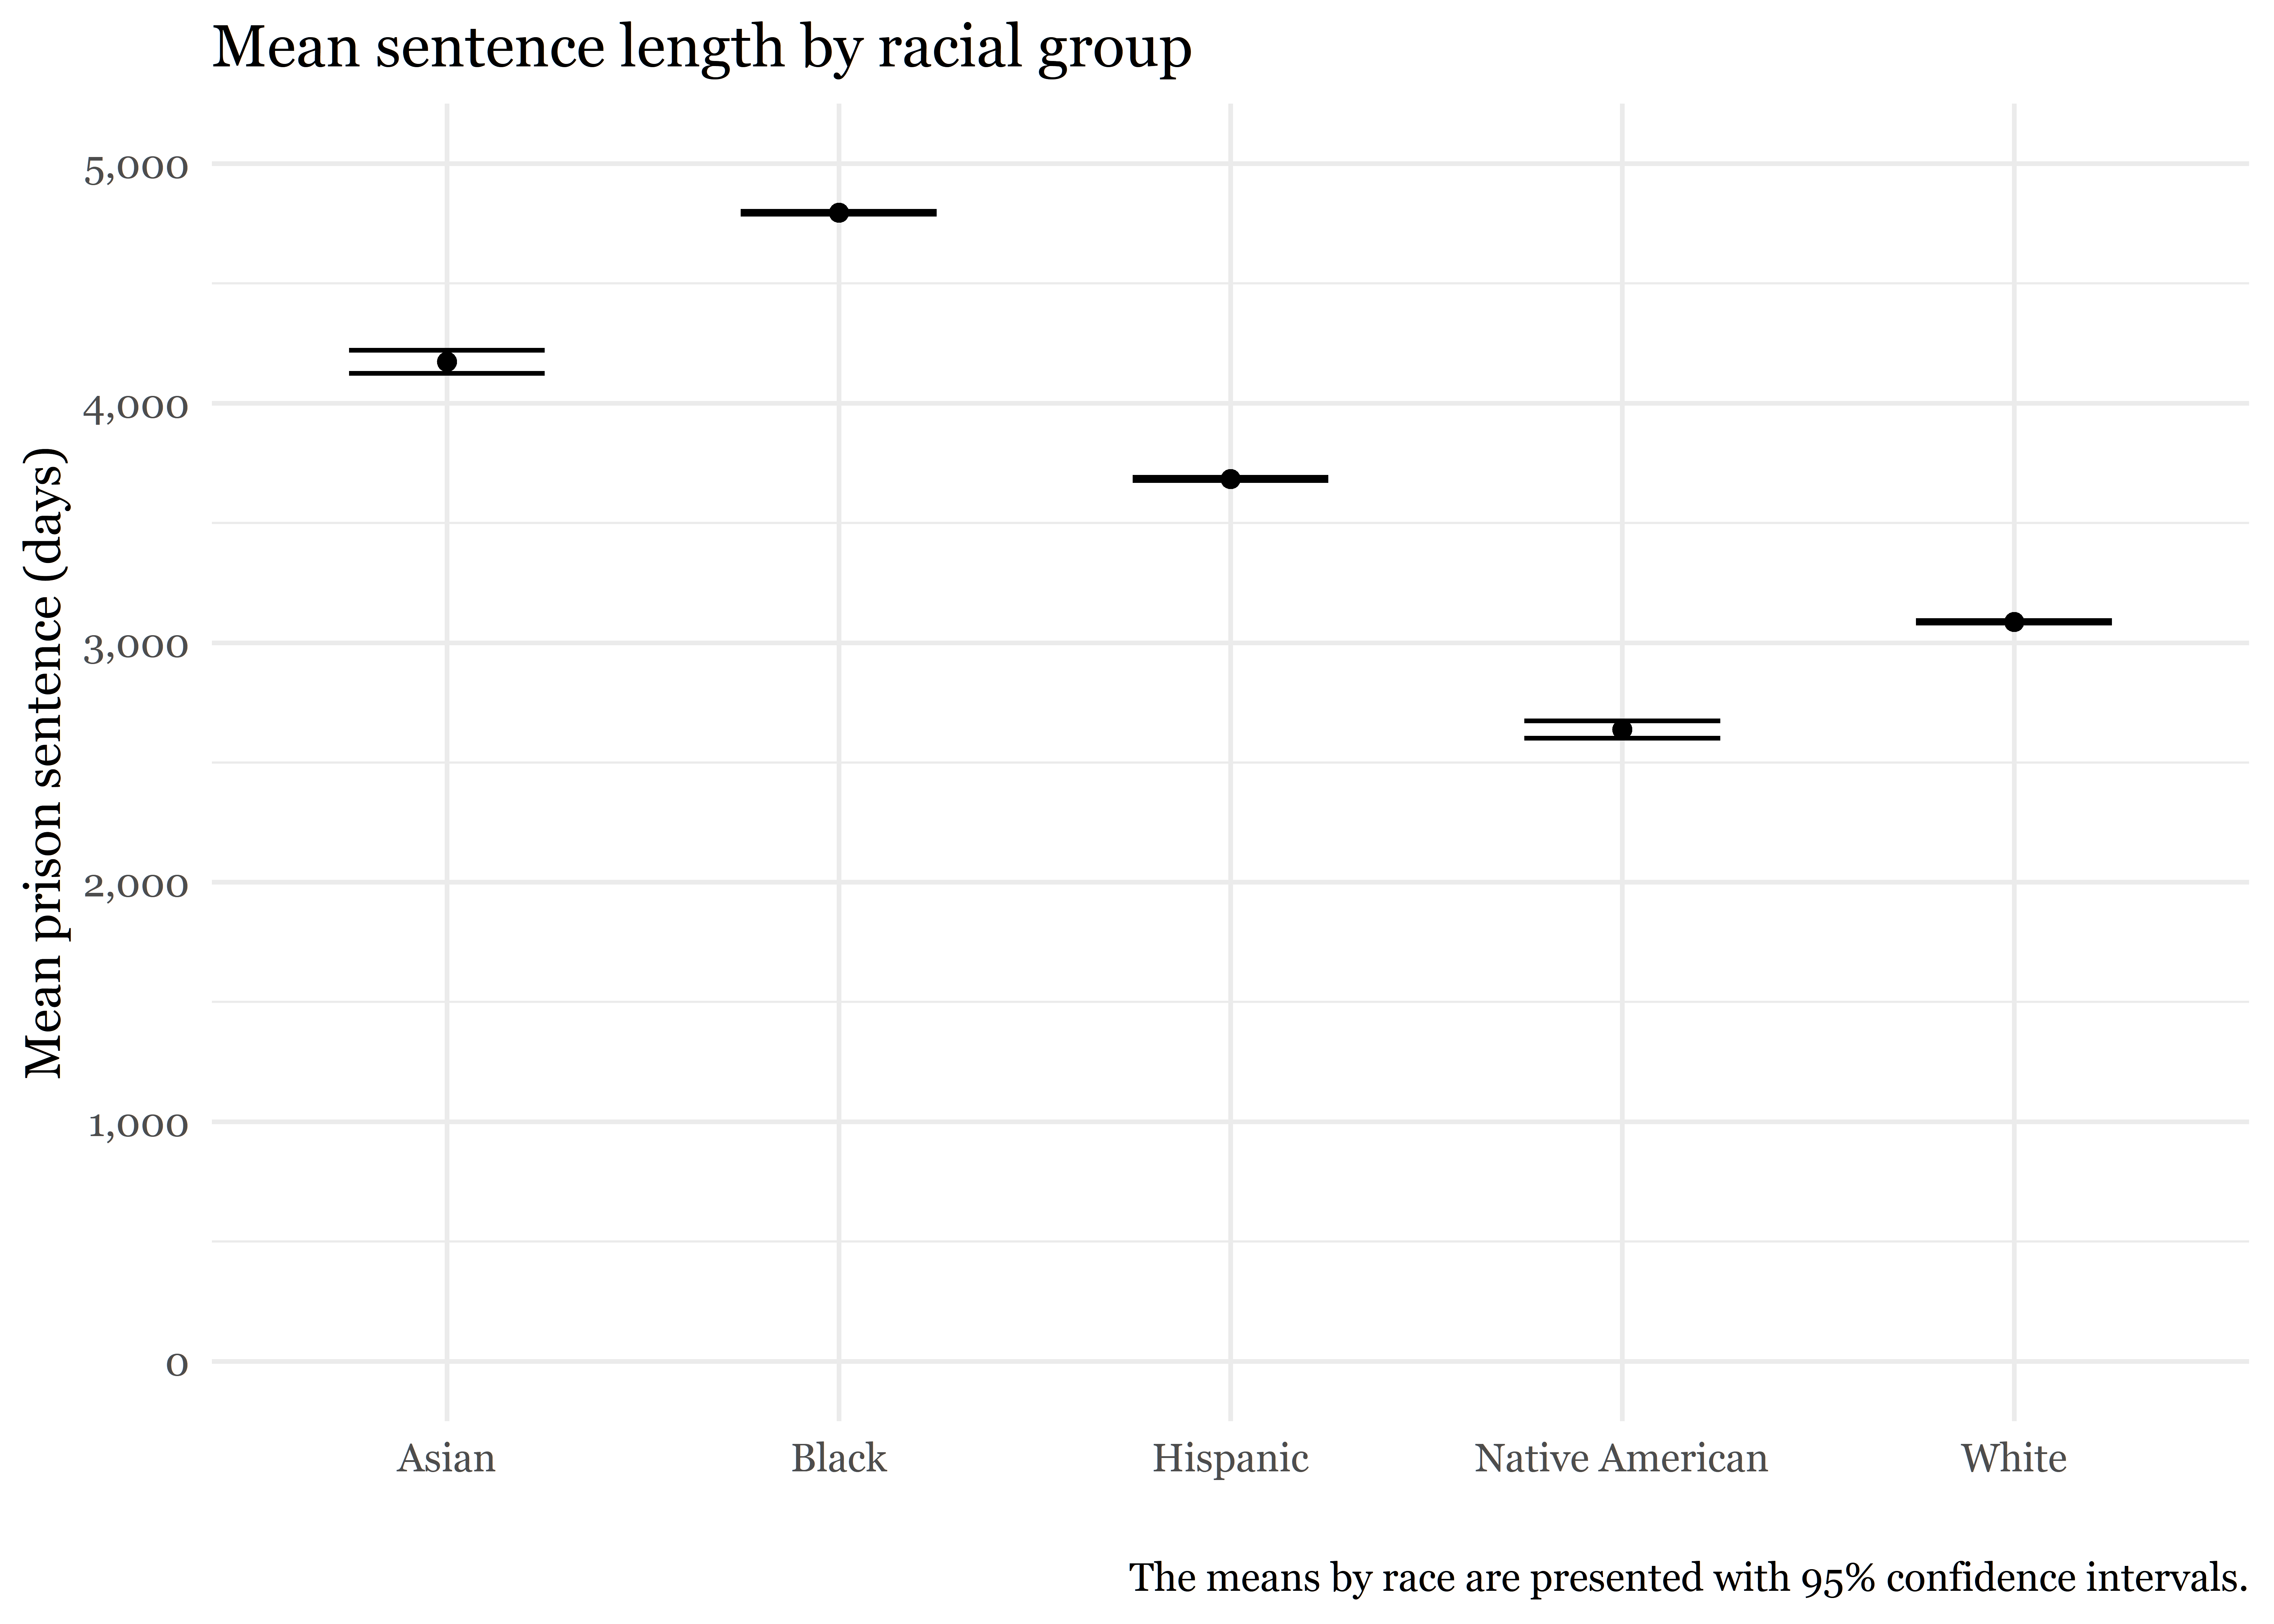 Mean sentence length by racial group
Mean prison sentence (days)
5,000
4,000
3,000
2,000
1,000
0
Asian
Black
Hispanic
Native American
White
The means by race are presented with 95% confidence intervals.